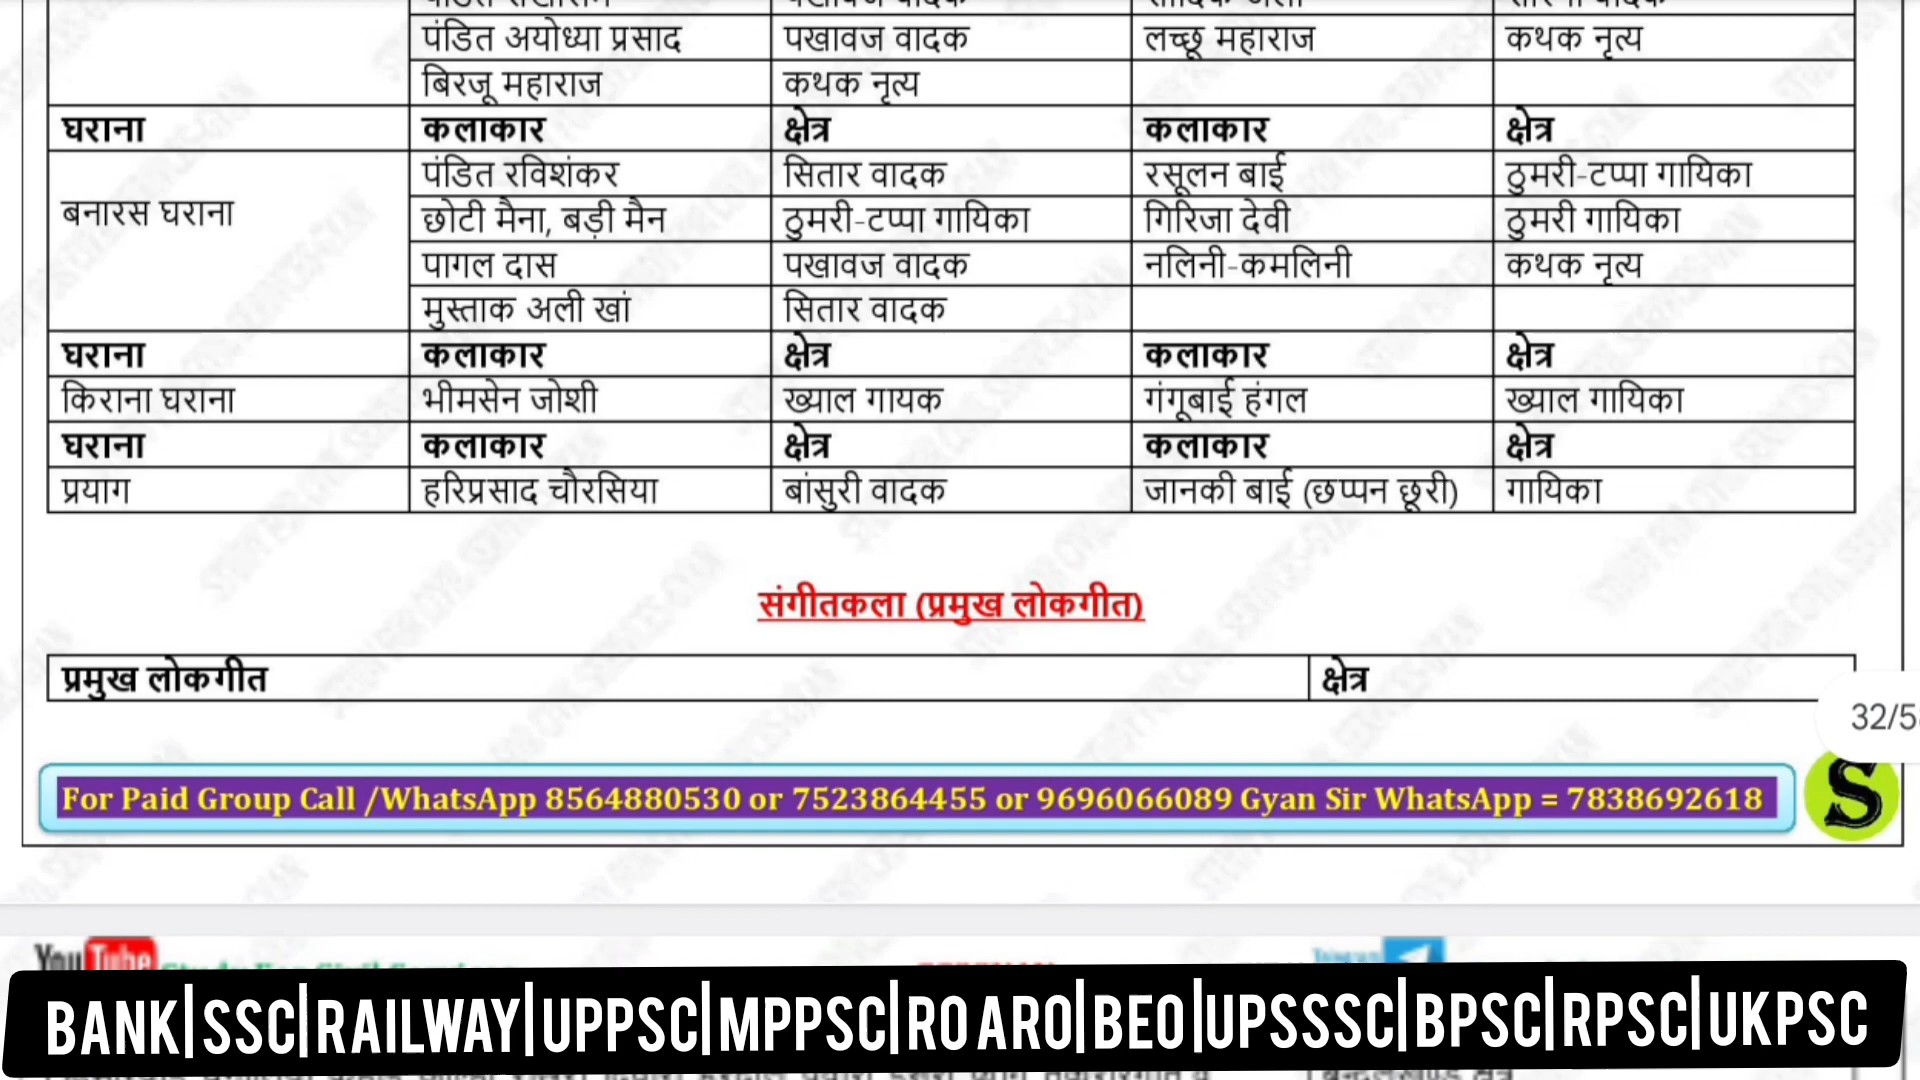 पंडित अयोध्या प्रसाद पखावज वादक लच्छू महाराज कथक नृत्य
बिरजू महाराज कथक नृत्य
घराना कलाकार क्षेत्र कलाकार क्षेत्र
बनारस घराना पंडित रविशंकर सितार वादक रसूलन बाई ठुमरी-टप्पा गायिका
छोटी मैना, बड़ी मैन ठुमरी-टप्पा गायिका गिरिजा देवी ठुमरी गायिका
पागल दास पखावज वादक नलिनी-कमलिनी कथक नृत्य
मुस्ताक अली खां सितार वादक
घराना कलाकार क्षेत्र कलाकार क्षेत्र
किराना घराना भीमसेन जोशी ख्याल गायक गंगूबाई हंगल ख्याल गायिका
घराना कलाकार क्षेत्र कलाकार क्षेत्र
प्रयाग हरिप्रसाद चौरसिया बांसुरी वादक जानकी बाई (छप्पन छूरी) गायिका
संगीतकला (प्रमुख लोकगीत)
प्रमुख लोकगीत क्षेत्र
32/5
For Paid Group Call /WhatsApp 8564880530 or 7523864455 or 9696066089 Gyan Sir WhatsApp = 7838692618
S
YouTube
BANK|SSC|RAILWAY|UPPSC|MPPSC|RO ARO|BEO|UPSSSC|BPSC|RPSC|UKPSC